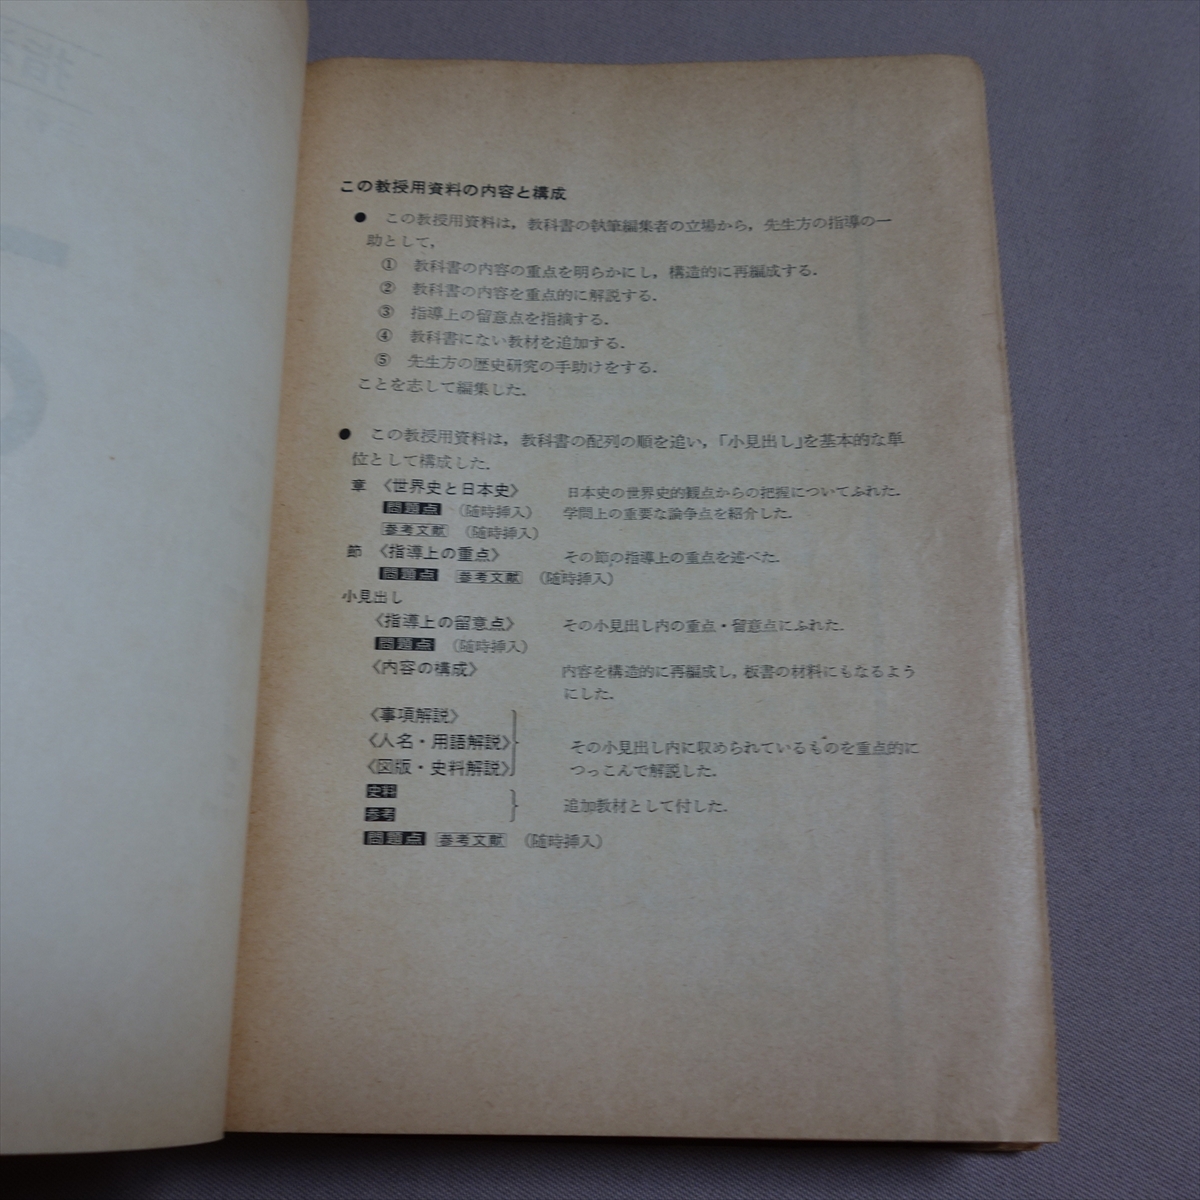 この教授用資料の内容と構成
● この教授用資料は，教科書の執筆編集者の立場から，先生方の指導の一
助として，
① 教科書の内容の重点を明らかにし，構造的に再編成する．
② 教科書の内容を重点的に解説する．
③ 指導上の留意点を指摘する．
④ 教科書にない教材を追加する．
⑤ 先生方の歴史研究の手助けをする．
ことを志して編集した．
● この教授用資料は，教科書の配列の順を追い，「小見出し」を基本的な単
位として構成した．
章 〈世界史と日本史〉 日本史の世界史的観点からの把握についてふれた．
問題点 （随時挿入） 学問上の重要な論争点を紹介した．
参考文献 （随時挿入）
節 〈指導上の重点〉 その節の指導上の重点を述べた．
問題点 参考文献 （随時挿入）
小見出し
〈指導上の留意点〉 その小見出し内の重点・留意点にふれた．
問題点 （随時挿入）
〈内容の構成〉 内容を構造的に再編成し，板書の材料にもなるよう
にした．
〈事項解説〉
〈人名・用語解説〉 その小見出し内に収められているものを重点的に
〈図版・史料解説〉 つっこんで解説した．
史料
参考 追加教材として付した．
問題点 参考文献 （随時挿入）